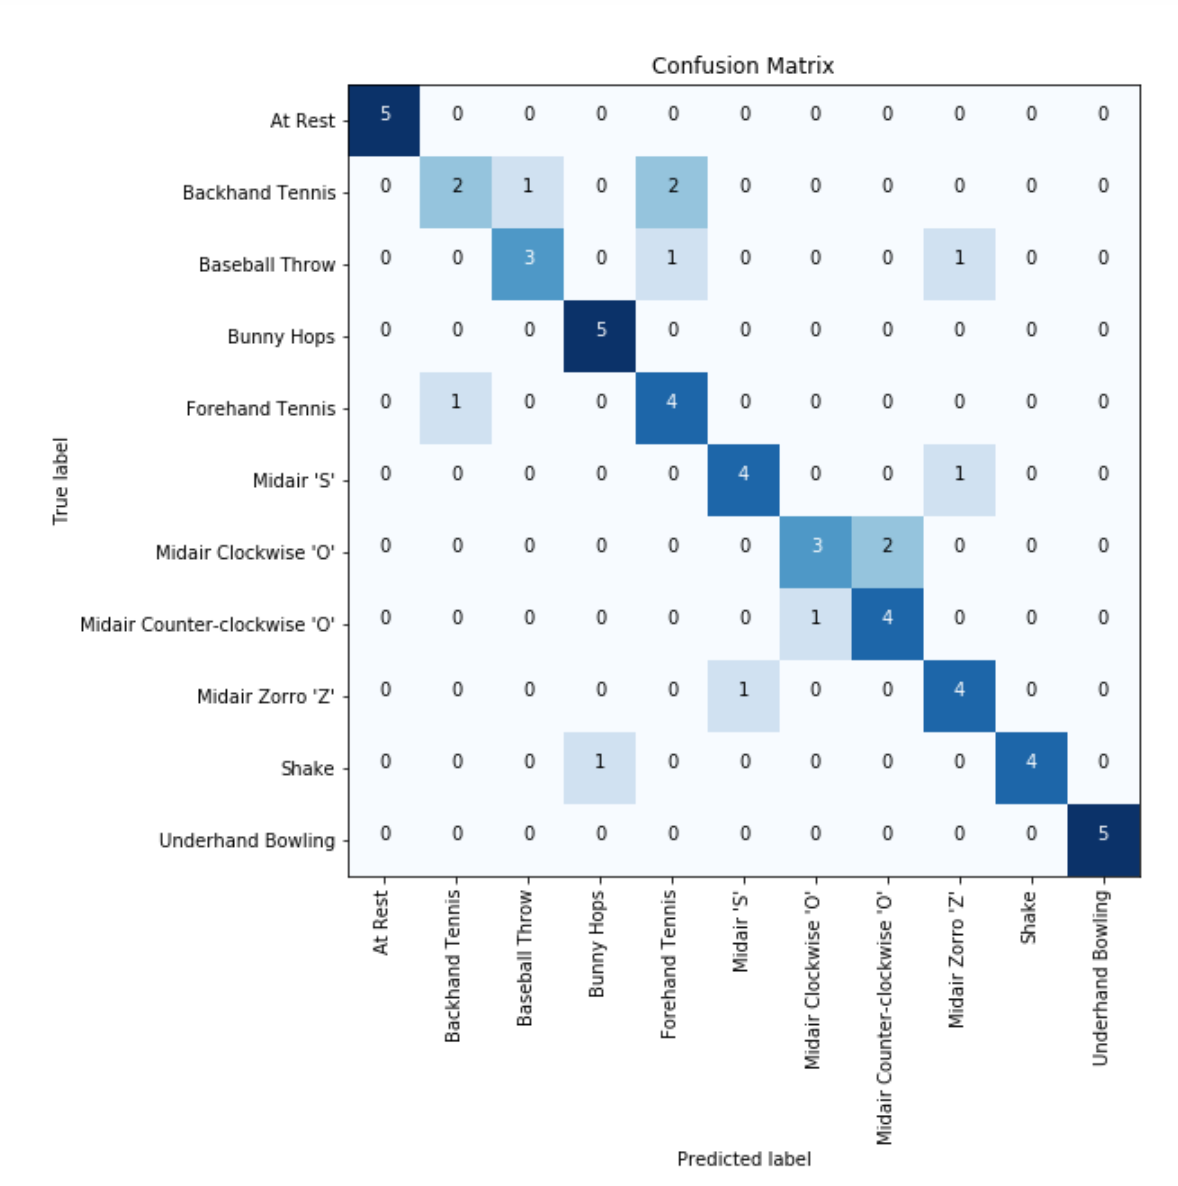 Confusion Matrix
At Rest 5 0 0 0 0 0 0 0 0 0 0
Backhand Tennis 0 2 1 0 2 0 0 0 0 0 0
Baseball Throw 0 0 3 0 1 0 0 0 1 0 0
Bunny Hops 0 0 0 5 0 0 0 0 0 0 0
Forehand Tennis 0 1 0 0 4 0 0 0 0 0 0
Midair 'S' 0 0 0 0 0 4 0 0 1 0 0
Midair Clockwise 'O' 0 0 0 0 0 0 3 2 0 0 0
Midair Counter-clockwise 'O' 0 0 0 0 0 0 1 4 0 0 0
Midair Zorro 'Z' 0 0 0 0 0 1 0 0 4 0 0
Shake 0 0 0 1 0 0 0 0 0 4 0
Underhand Bowling 0 0 0 0 0 0 0 0 0 0 5
True label
At Rest
Backhand Tennis
Baseball Throw
Bunny Hops
Forehand Tennis
Midair 'S'
Midair Clockwise 'O'
Midair Counter-clockwise 'O'
Midair Zorro 'Z'
Shake
Underhand Bowling
Predicted label